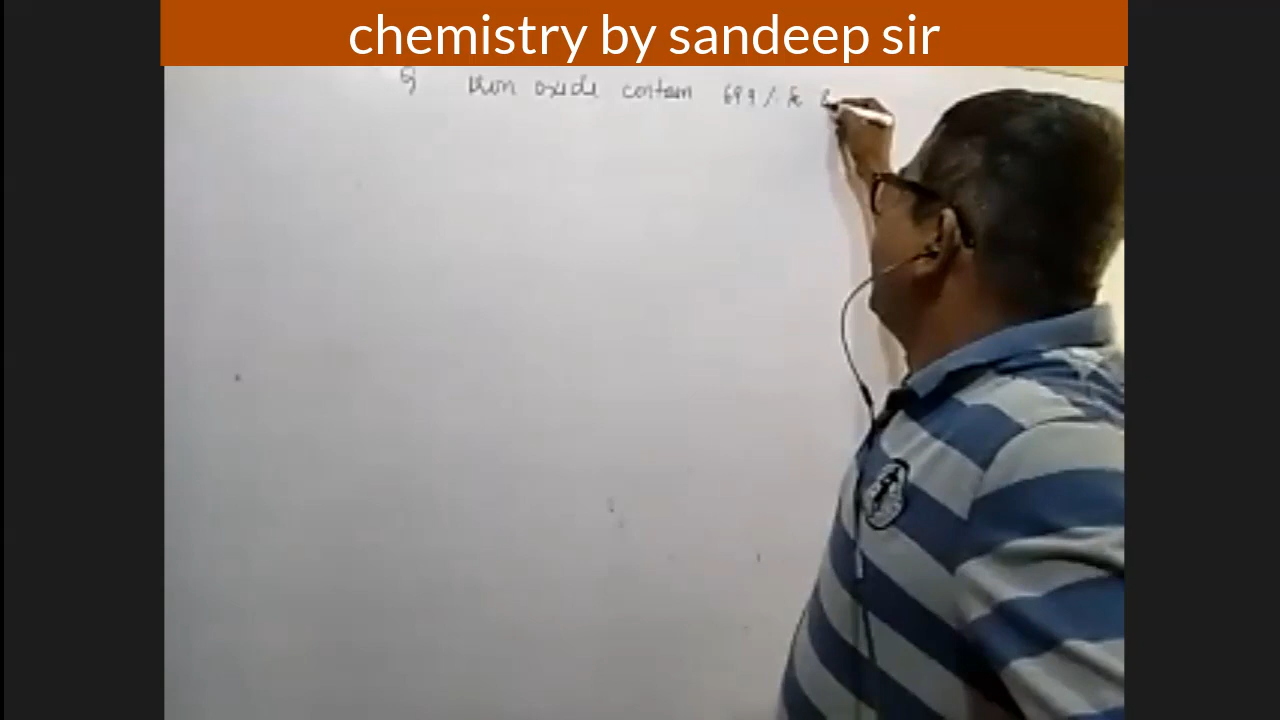 chemistry by sandeep sir
Q Iron oxide contain 69.9 % Fe &